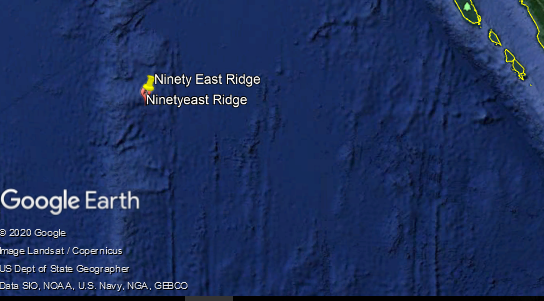 Ninety East Ridge
Ninetyeast Ridge
Google Earth
© 2020 Google
Image Landsat / Copernicus
US Dept of State Geographer
Data SIO, NOAA, U.S. Navy, NGA, GEBCO